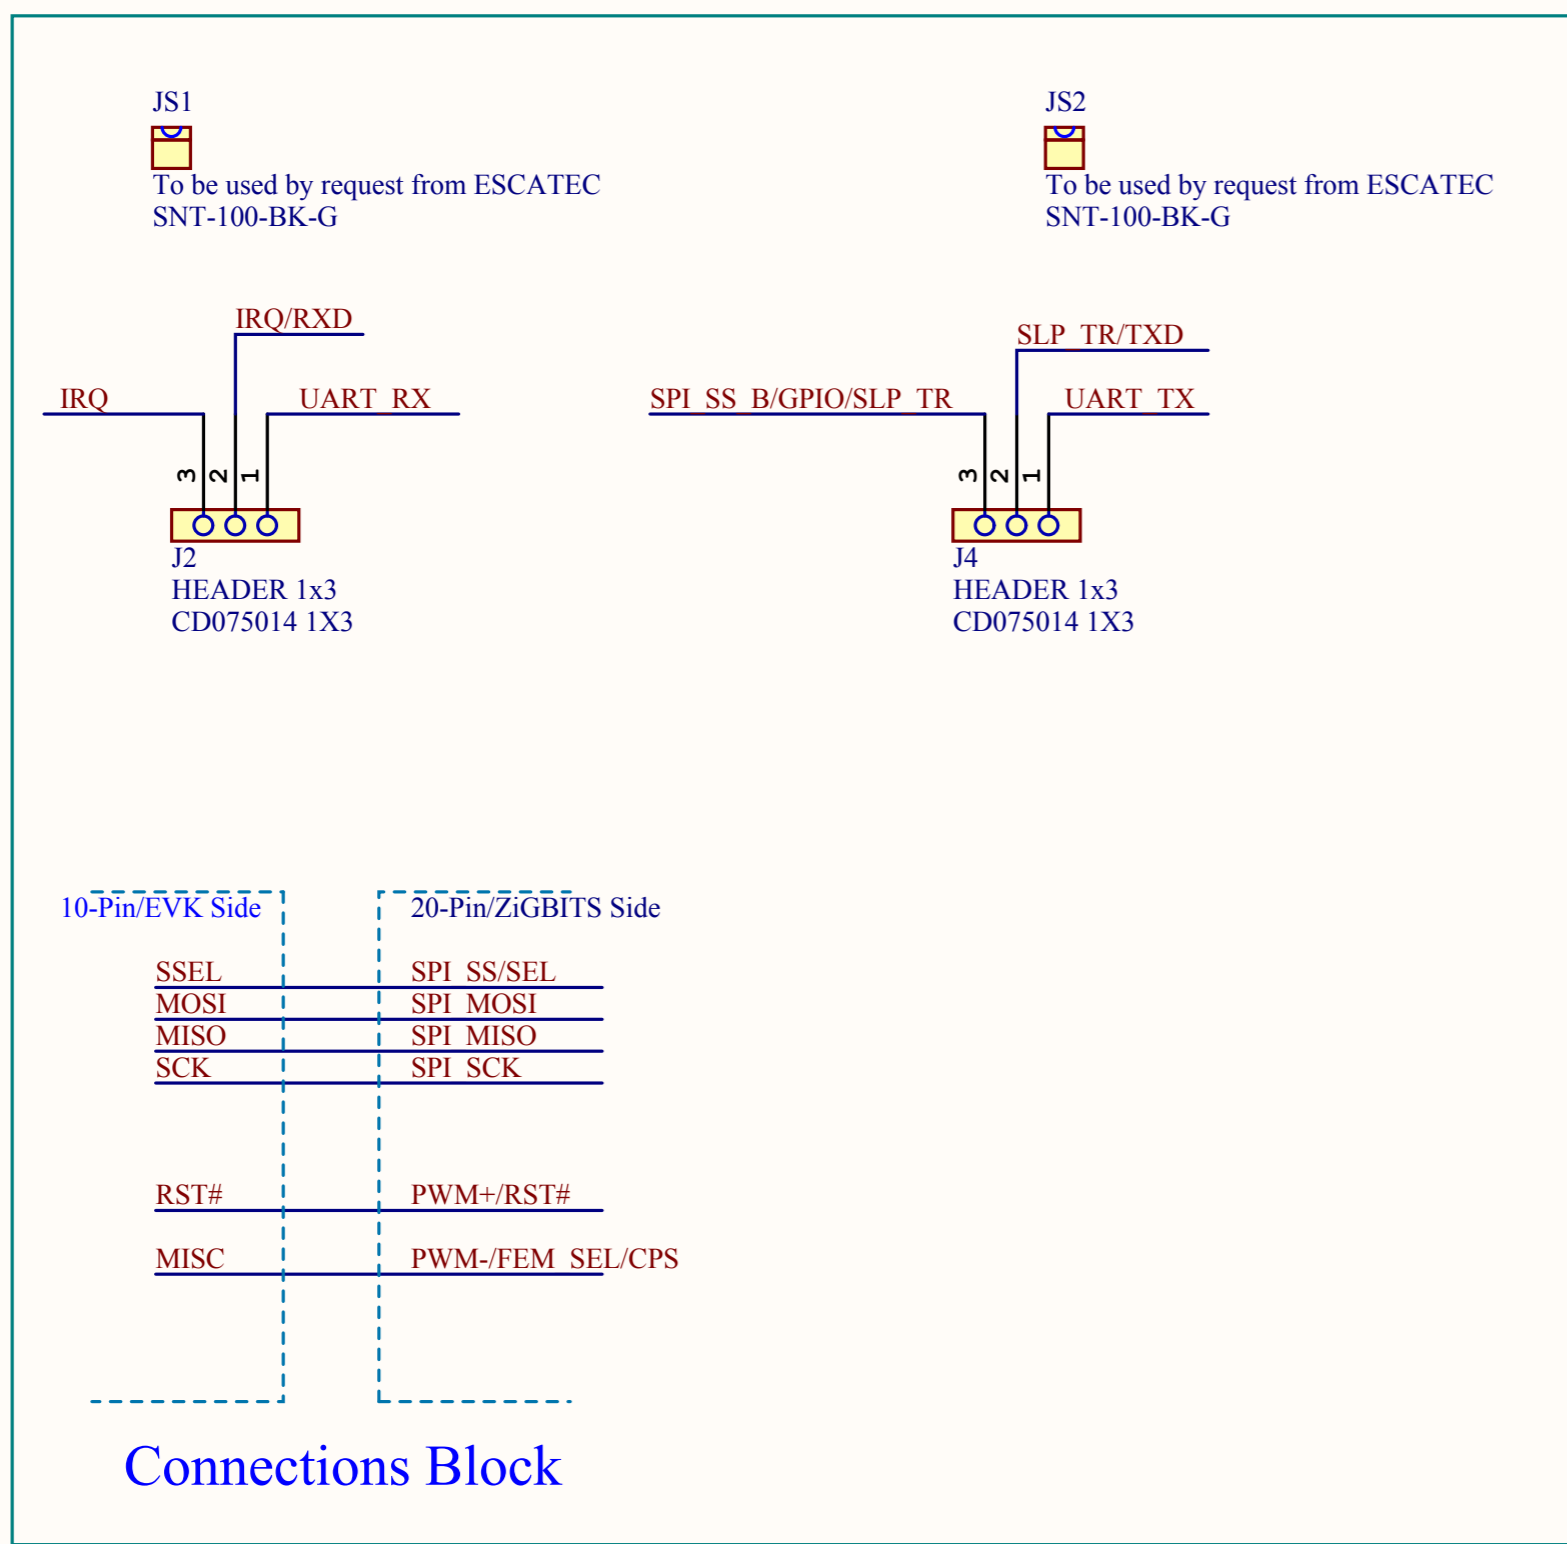 JS1
To be used by request from ESCATEC
SNT-100-BK-G
JS2
To be used by request from ESCATEC
SNT-100-BK-G
IRQ/RXD
IRQ
UART_RX
3
2
1
J2
HEADER 1x3
CD075014 1X3
SLP_TR/TXD
SPI_SS_B/GPIO/SLP_TR
UART_TX
3
2
1
J4
HEADER 1x3
CD075014 1X3
10-Pin/EVK Side
20-Pin/ZiGBITS Side
SSEL SPI_SS/SEL
MOSI SPI_MOSI
MISO SPI_MISO
SCK SPI_SCK
RST# PWM+/RST#
MISC PWM-/FEM_SEL/CPS
Connections Block